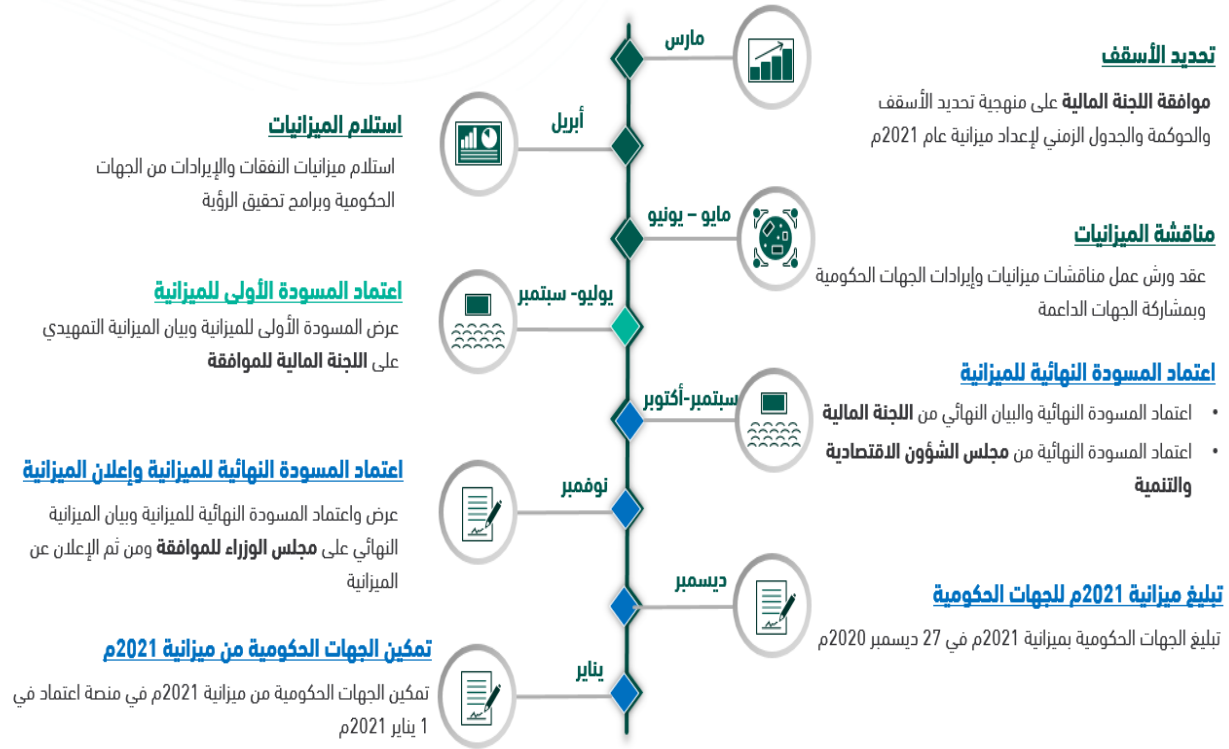 مارس
تحديد الأسقف
موافقة اللجنة المالية على منهجية تحديد الأسقف
والحوكمة والجدول الزمني لإعداد ميزانية عام 2021م
أبريل
استلام الميزانيات
استلام ميزانيات النفقات والإيرادات من الجهات
الحكومية وبرامج تحقيق الرؤية
مايو – يونيو
مناقشة الميزانيات
عقد ورش عمل مناقشات ميزانيات وإيرادات الجهات الحكومية
وبمشاركة الجهات الداعمة
يوليو- سبتمبر
اعتماد المسودة الأولى للميزانية
عرض المسودة الأولى للميزانية وبيان الميزانية التمهيدي
على اللجنة المالية للموافقة
سبتمبر-أكتوبر
اعتماد المسودة النهائية للميزانية
• اعتماد المسودة النهائية والبيان النهائي من اللجنة المالية
• اعتماد المسودة النهائية من مجلس الشؤون الاقتصادية
والتنمية
نوفمبر
اعتماد المسودة النهائية للميزانية وإعلان الميزانية
عرض واعتماد المسودة النهائية للميزانية وبيان الميزانية
النهائي على مجلس الوزراء للموافقة ومن ثم الإعلان عن
الميزانية
ديسمبر
تبليغ ميزانية 2021م للجهات الحكومية
تبليغ الجهات الحكومية بميزانية 2021م في 27 ديسمبر 2020م
يناير
تمكين الجهات الحكومية من ميزانية 2021م
تمكين الجهات الحكومية من ميزانية 2021م في منصة اعتماد في
1 يناير 2021م